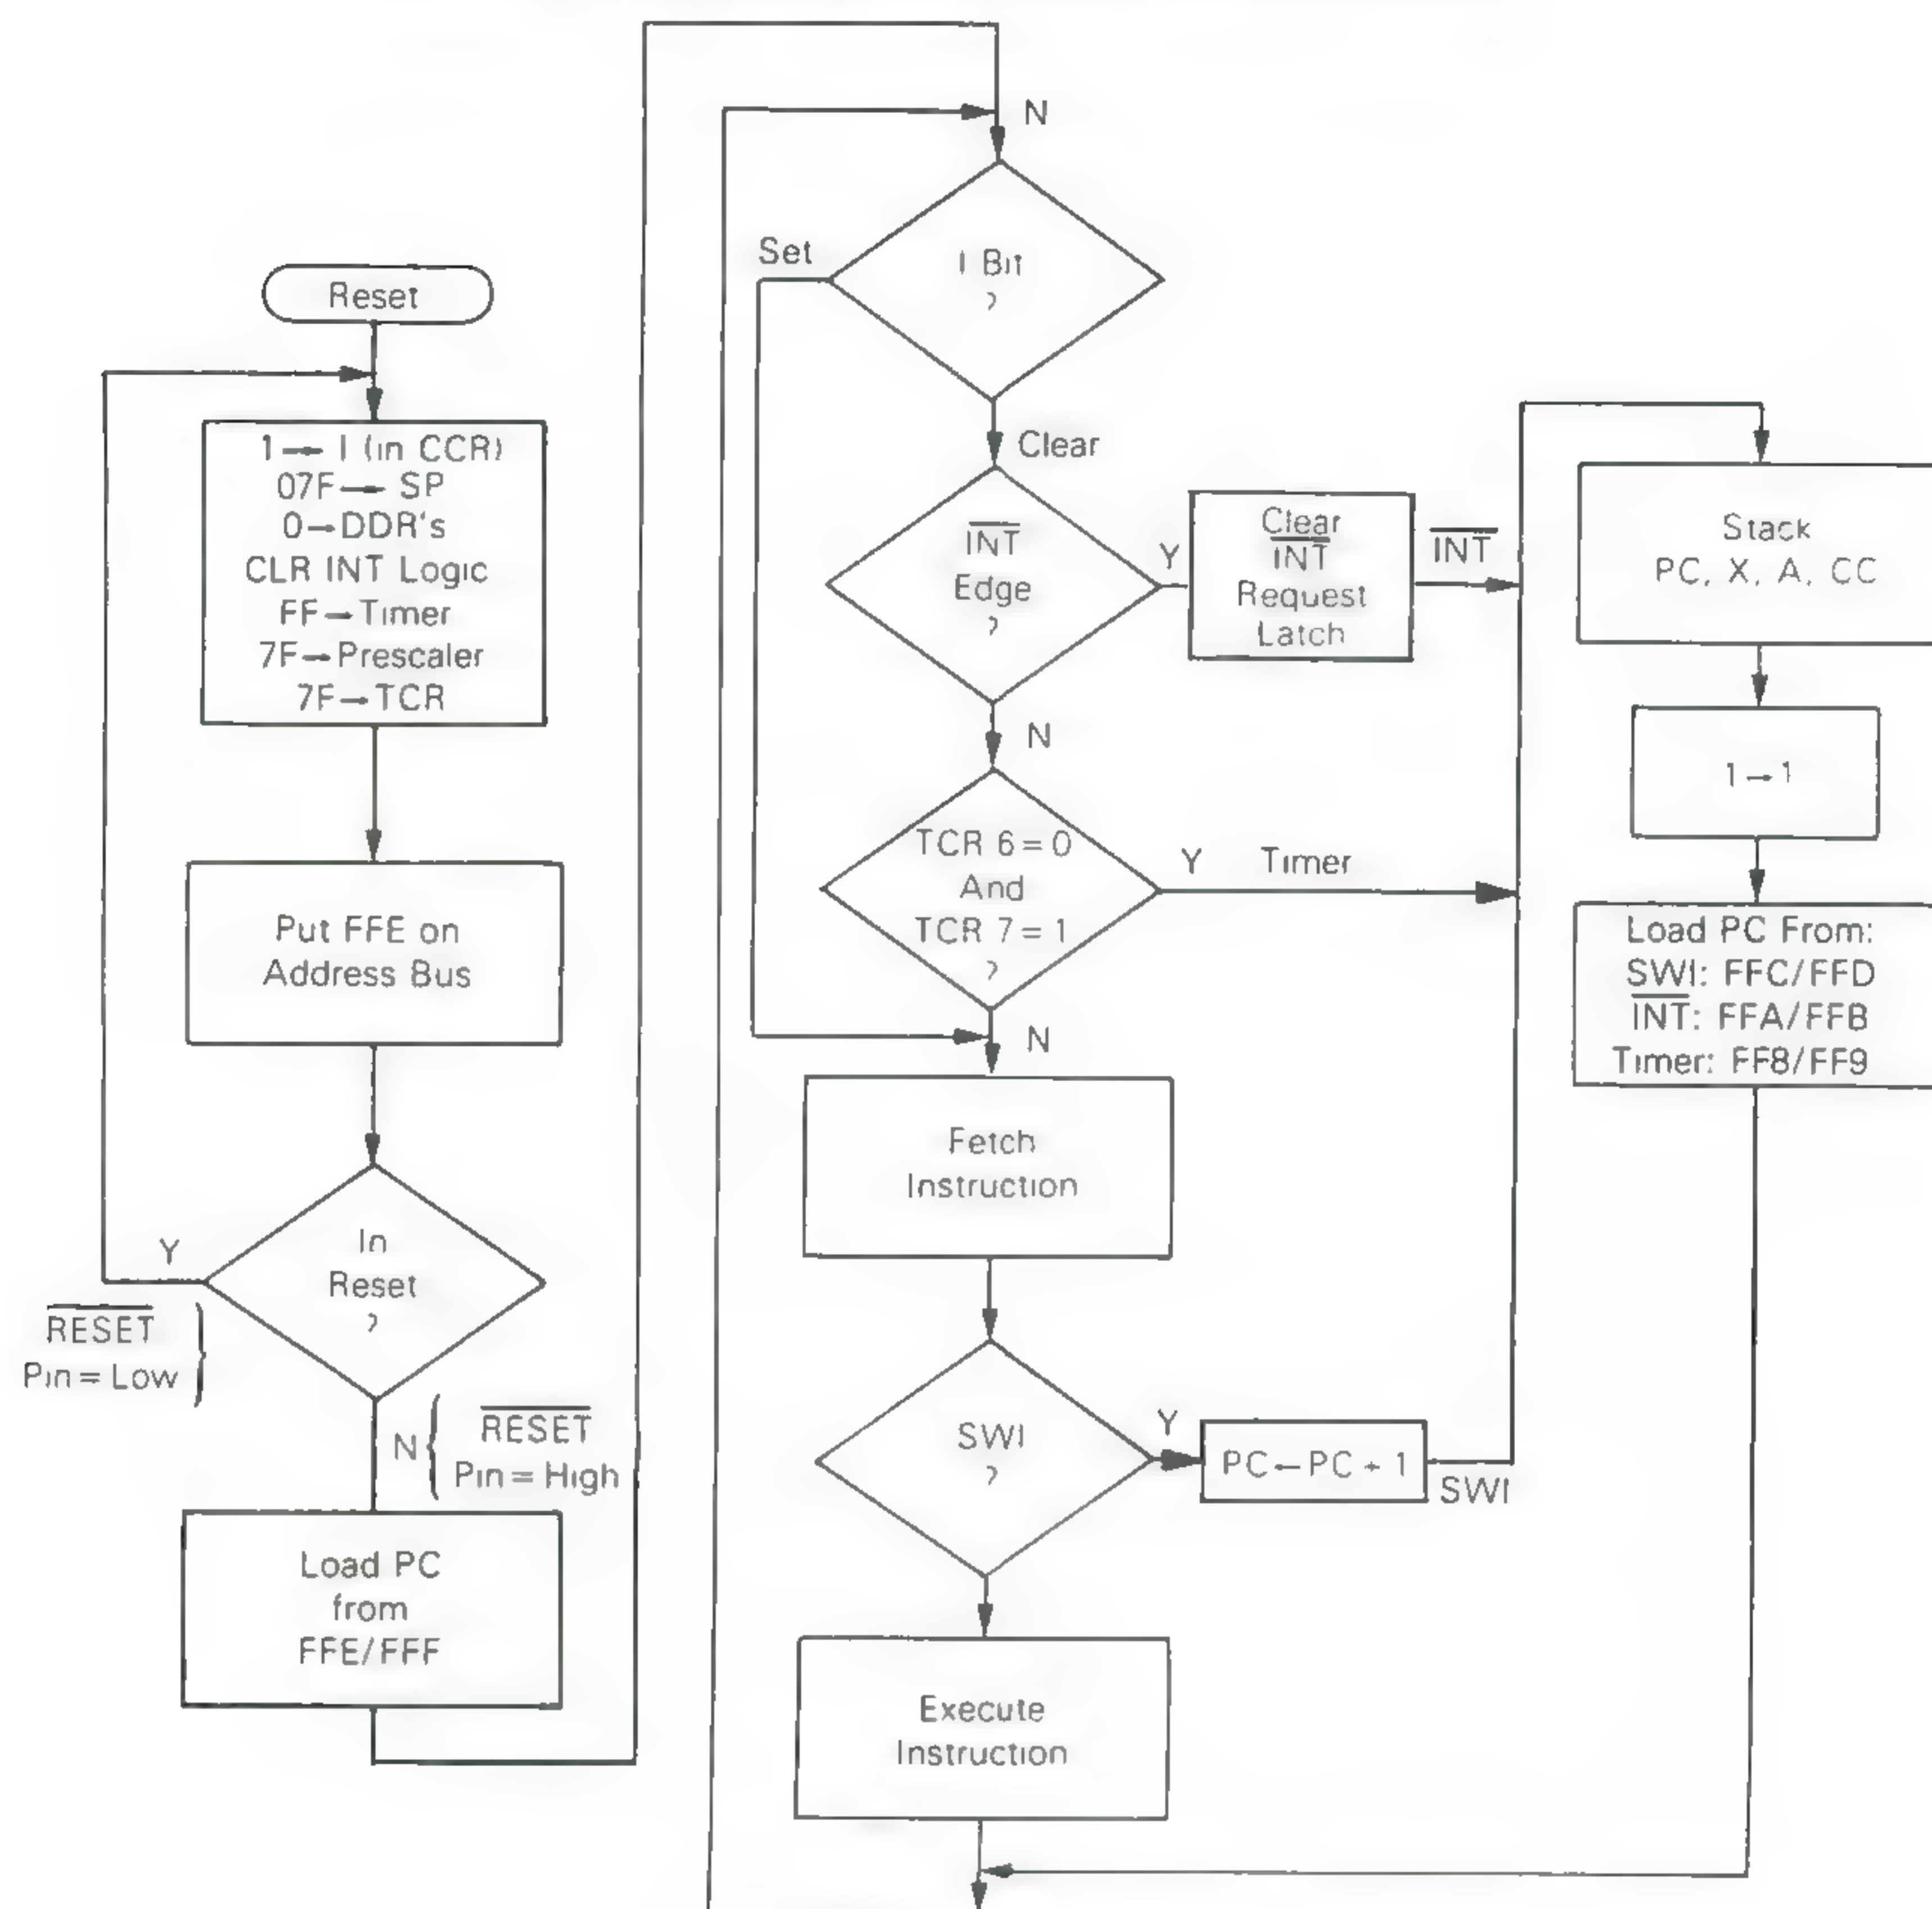 Reset
1→ I (in CCR)
07F→ SP
0→DDR's
CLR INT Logic
FF→Timer
7F→Prescaler
7F→TCR
Put FFE on
Address Bus
In
Reset
?
Y
RESET
Pin=Low
N
RESET
Pin=High
Load PC
from
FFE/FFF
N
I Bit
?
Set
Clear
INT
Edge
?
Y
Clear
INT
Request
Latch
INT
N
TCR 6=0
And
TCR 7=1
?
Y Timer
N
Fetch
Instruction
SWI
?
Y
PC←PC + 1
SWI
Execute
Instruction
Stack
PC, X, A, CC
1→1
Load PC From:
SWI: FFC/FFD
INT: FFA/FFB
Timer: FF8/FF9